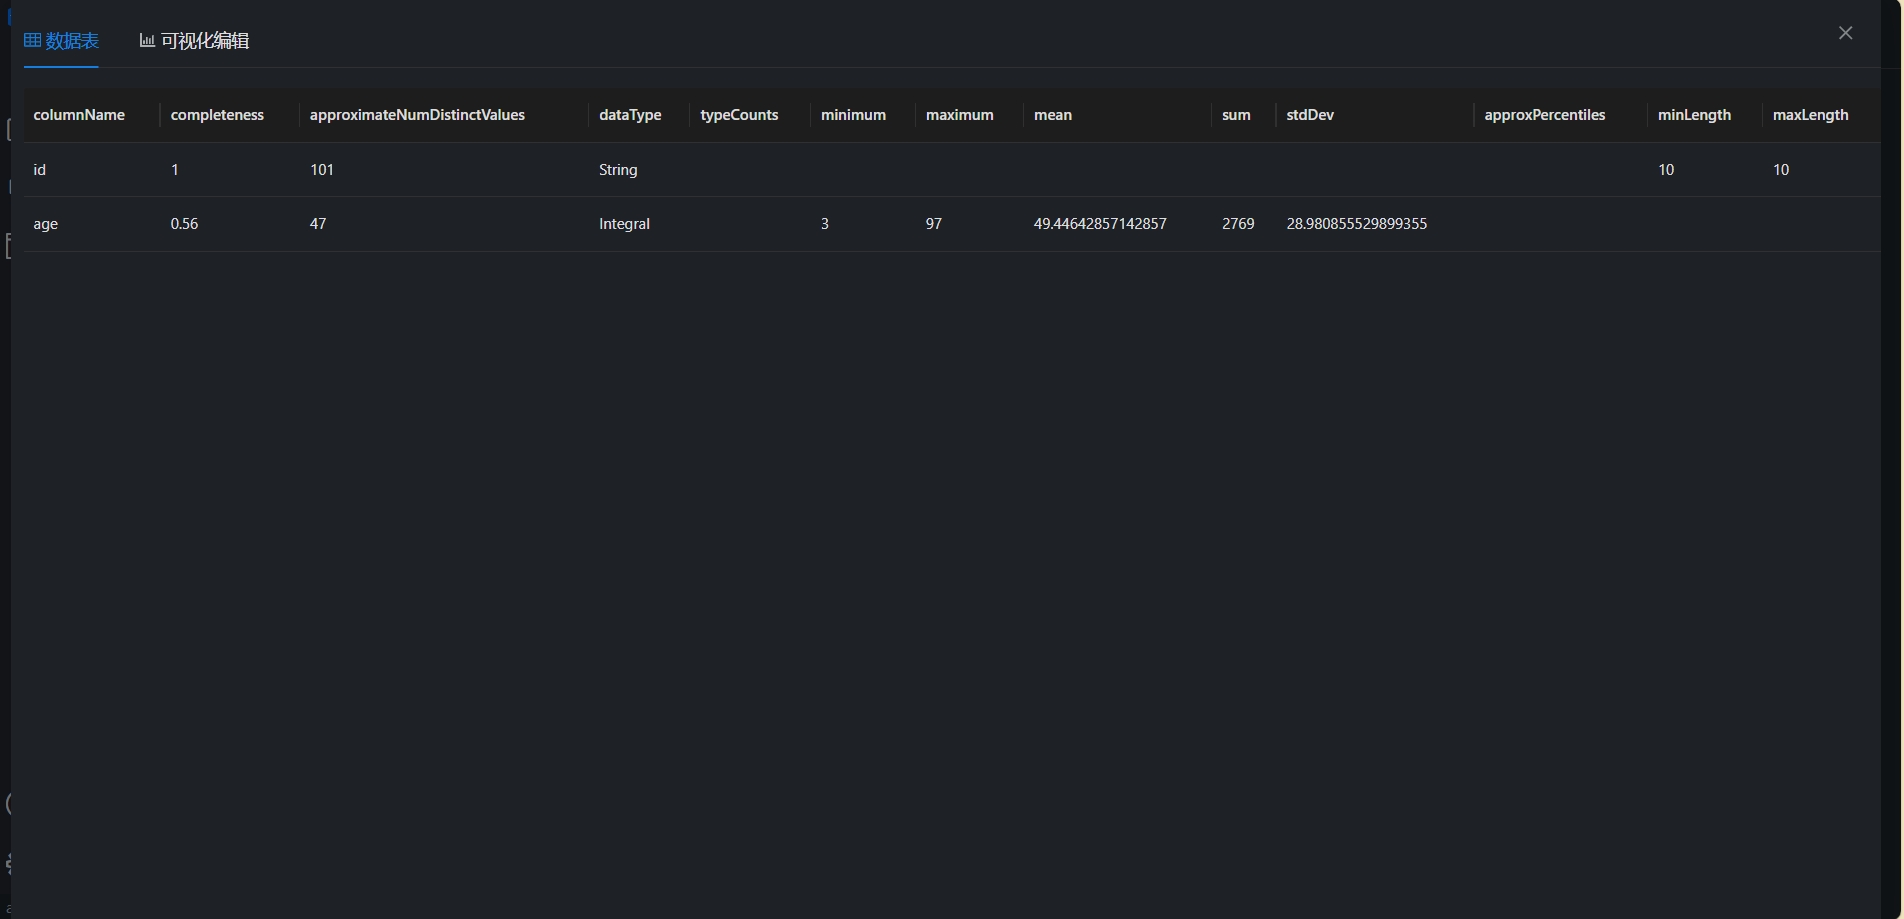 数据表 可视化编辑
columnName completeness approximateNumDistinctValues dataType typeCounts minimum maximum mean sum stdDev approxPercentiles minLength maxLength
id 1 101 String 10 10
age 0.56 47 Integral 3 97 49.44642857142857 2769 28.980855529899355